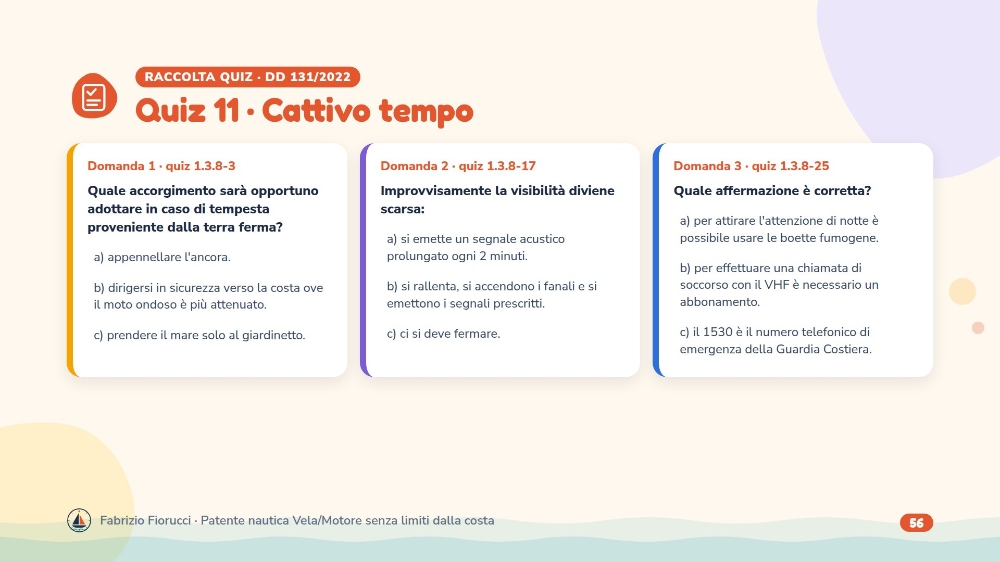 RACCOLTA QUIZ · DD 131/2022
Quiz 11 · Cattivo tempo
Domanda 1 · quiz 1.3.8-3
Quale accorgimento sarà opportuno
adottare in caso di tempesta
proveniente dalla terra ferma?
a) appennellare l'ancora.
b) dirigersi in sicurezza verso la costa ove
il moto ondoso è più attenuato.
c) prendere il mare solo al giardinetto.
Domanda 2 · quiz 1.3.8-17
Improvvisamente la visibilità diviene
scarsa:
a) si emette un segnale acustico
prolungato ogni 2 minuti.
b) si rallenta, si accendono i fanali e si
emettono i segnali prescritti.
c) ci si deve fermare.
Domanda 3 · quiz 1.3.8-25
Quale affermazione è corretta?
a) per attirare l'attenzione di notte è
possibile usare le boette fumogene.
b) per effettuare una chiamata di
soccorso con il VHF è necessario un
abbonamento.
c) il 1530 è il numero telefonico di
emergenza della Guardia Costiera.
Fabrizio Fiorucci · Patente nautica Vela/Motore senza limiti dalla costa
56